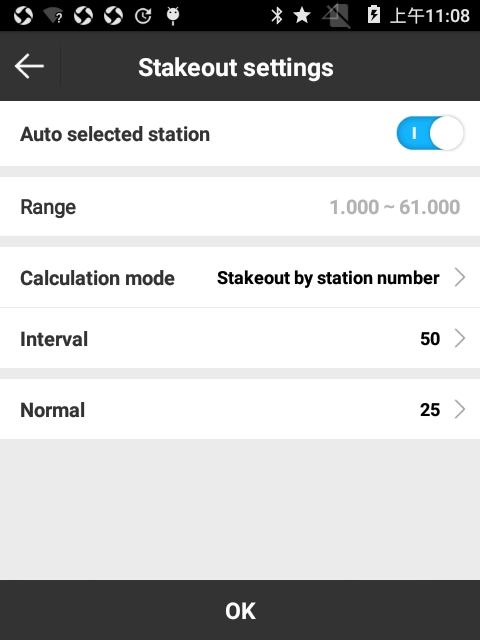 上午11:08
Stakeout settings
Auto selected station
Range 1.000 ~ 61.000
Calculation mode Stakeout by station number
Interval 50
Normal 25
OK